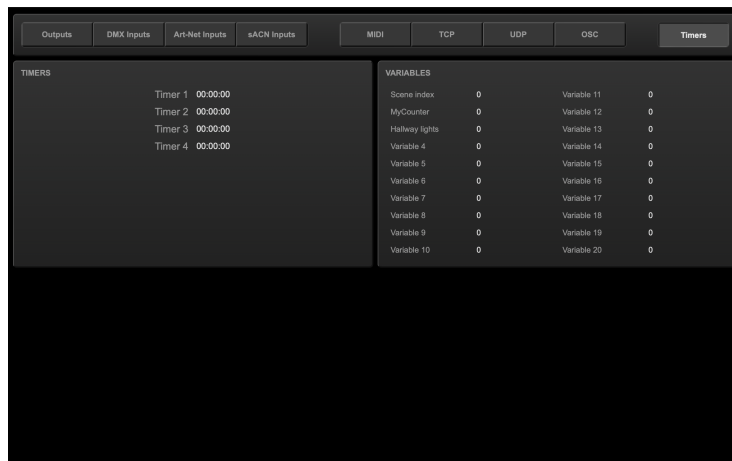 Outputs DMX Inputs Art-Net Inputs sACN Inputs MIDI TCP UDP OSC Timers
TIMERS
Timer 1 00:00:00
Timer 2 00:00:00
Timer 3 00:00:00
Timer 4 00:00:00
VARIABLES
Scene index 0 Variable 11 0
MyCounter 0 Variable 12 0
Hallway lights 0 Variable 13 0
Variable 4 0 Variable 14 0
Variable 5 0 Variable 15 0
Variable 6 0 Variable 16 0
Variable 7 0 Variable 17 0
Variable 8 0 Variable 18 0
Variable 9 0 Variable 19 0
Variable 10 0 Variable 20 0